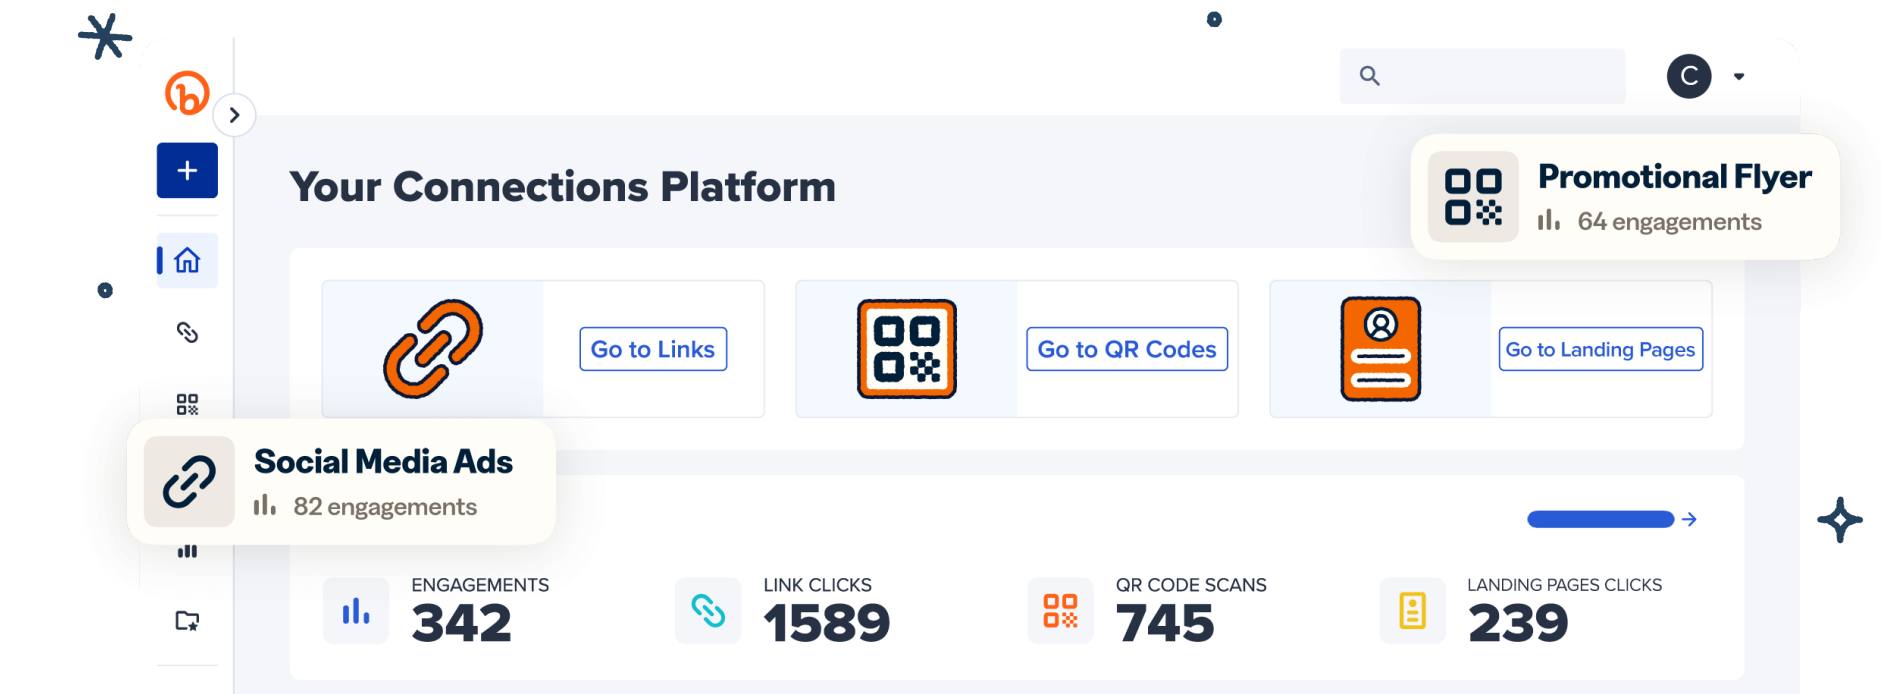 C
Promotional Flyer
64 engagements
Your Connections Platform
Go to Links
Go to QR Codes
Go to Landing Pages
Social Media Ads
82 engagements
ENGAGEMENTS
342
LINK CLICKS
1589
QR CODE SCANS
745
LANDING PAGES CLICKS
239